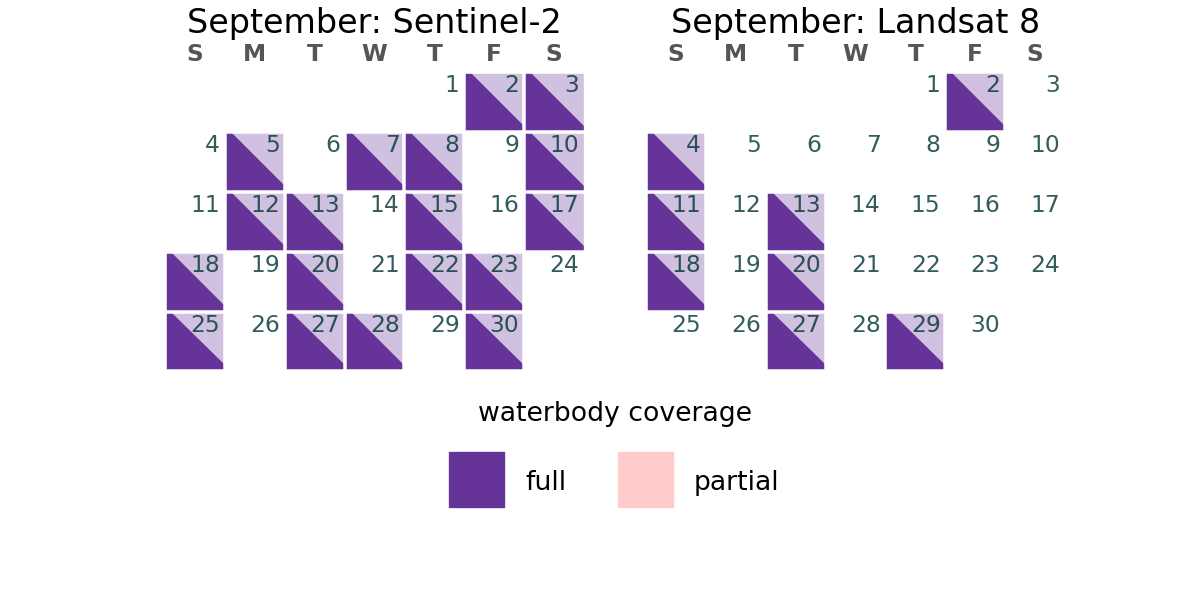 September: Sentinel-2
S M T W T F S
1 2 3
4 5 6 7 8 9 10
11 12 13 14 15 16 17
18 19 20 21 22 23 24
25 26 27 28 29 30
September: Landsat 8
S M T W T F S
1 2 3
4 5 6 7 8 9 10
11 12 13 14 15 16 17
18 19 20 21 22 23 24
25 26 27 28 29 30
waterbody coverage
full partial